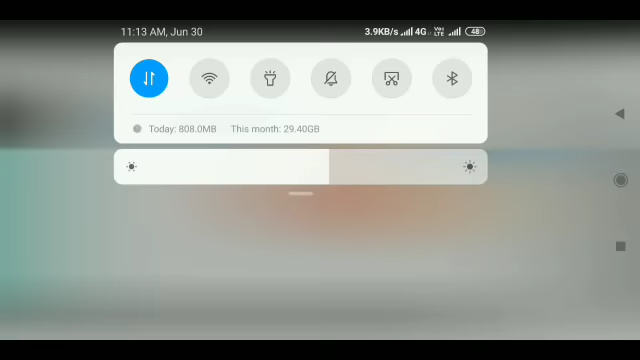 11:13 AM, Jun 30 3.9KB/s 4G Vo LTE 48
Today: 808.0MB This month: 29.40GB